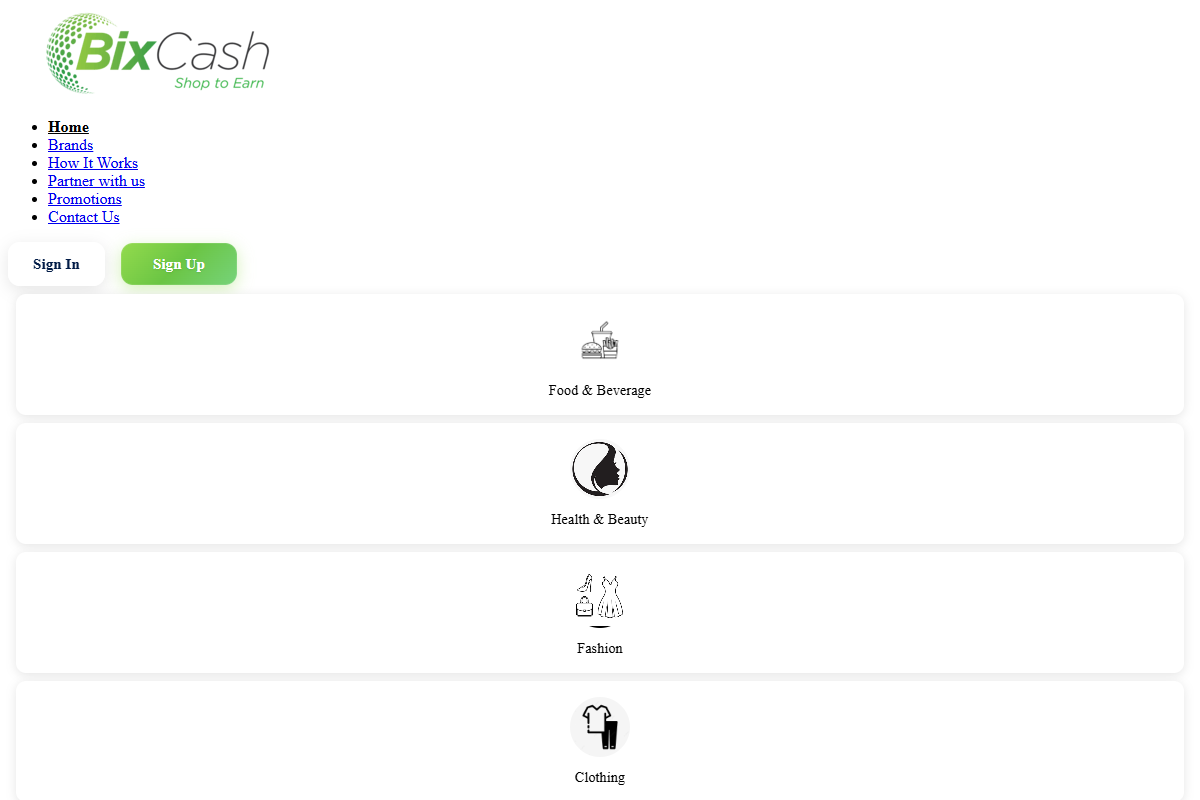 BixCash
Shop to Earn
Home
Brands
How It Works
Partner with us
Promotions
Contact Us
Sign In
Sign Up
Food & Beverage
Health & Beauty
Fashion
Clothing